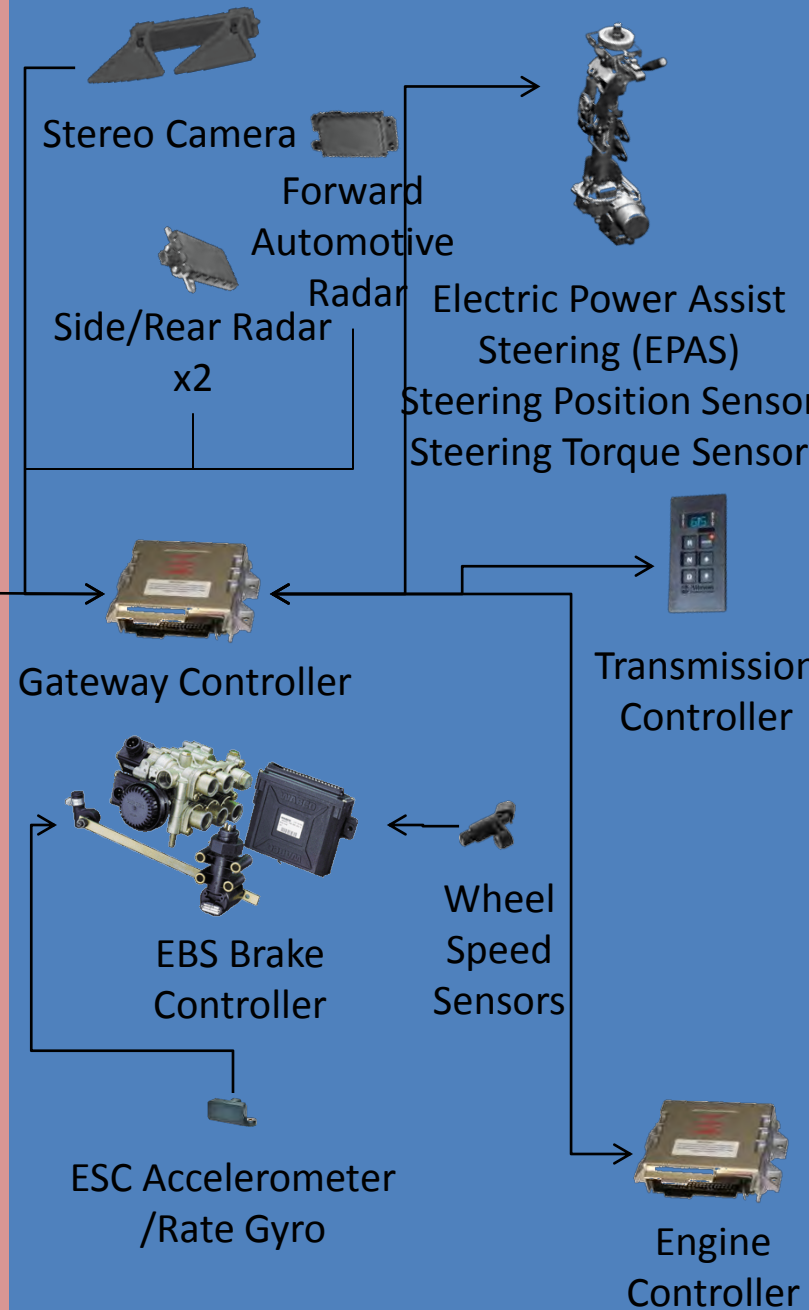 Stereo Camera
Forward
Automotive
Radar
Side/Rear Radar
x2
Electric Power Assist
Steering (EPAS)
Steering Position Sensor
Steering Torque Sensor
Gateway Controller
Transmission
Controller
EBS Brake
Controller
Wheel
Speed
Sensors
ESC Accelerometer
/Rate Gyro
Engine
Controller